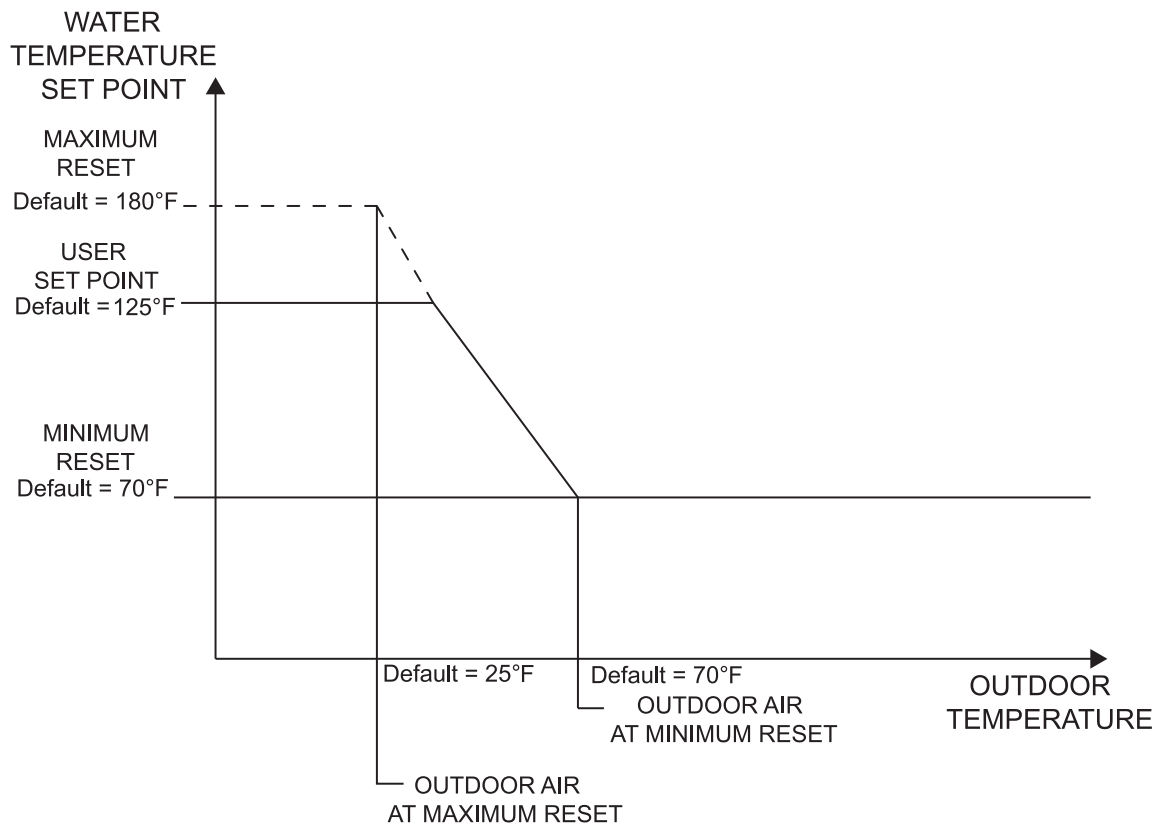 WATER
TEMPERATURE
SET POINT
MAXIMUM
RESET
Default = 180°F
USER
SET POINT
Default = 125°F
MINIMUM
RESET
Default = 70°F
Default = 25°F
Default = 70°F
OUTDOOR AIR
AT MINIMUM RESET
OUTDOOR
TEMPERATURE
OUTDOOR AIR
AT MAXIMUM RESET